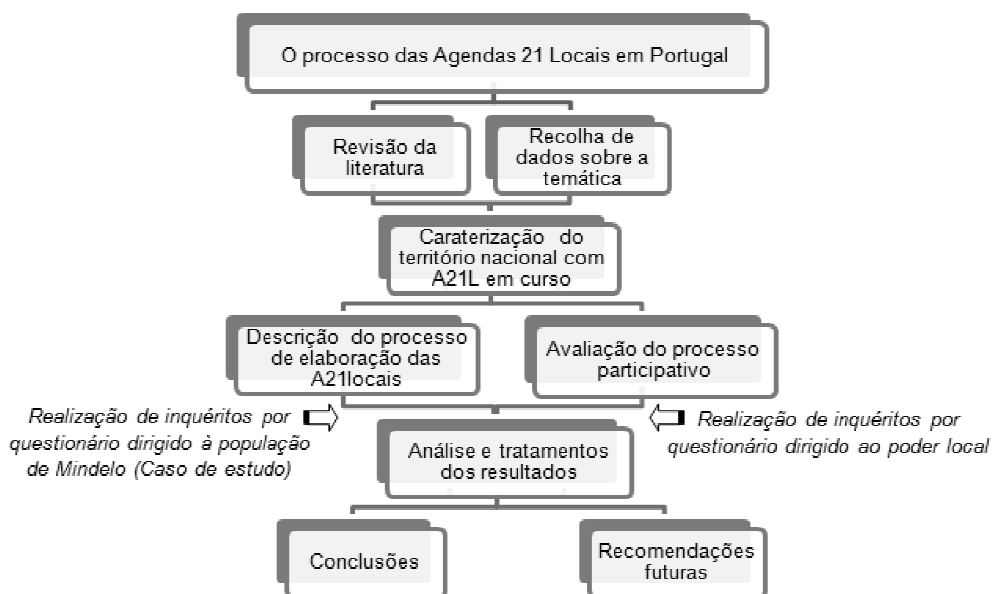 O processo das Agendas 21 Locais em Portugal
Revisão da
literatura
Recolha de
dados sobre a
temática
Caraterização do
território nacional com
A21L em curso
Descrição do processo
de elaboração das
A21locais
Avaliação do processo
participativo
Realização de inquéritos por
questionário dirigido à população
de Mindelo (Caso de estudo)
Realização de inquéritos por
questionário dirigido ao poder local
Análise e tratamentos
dos resultados
Conclusões
Recomendações
futuras